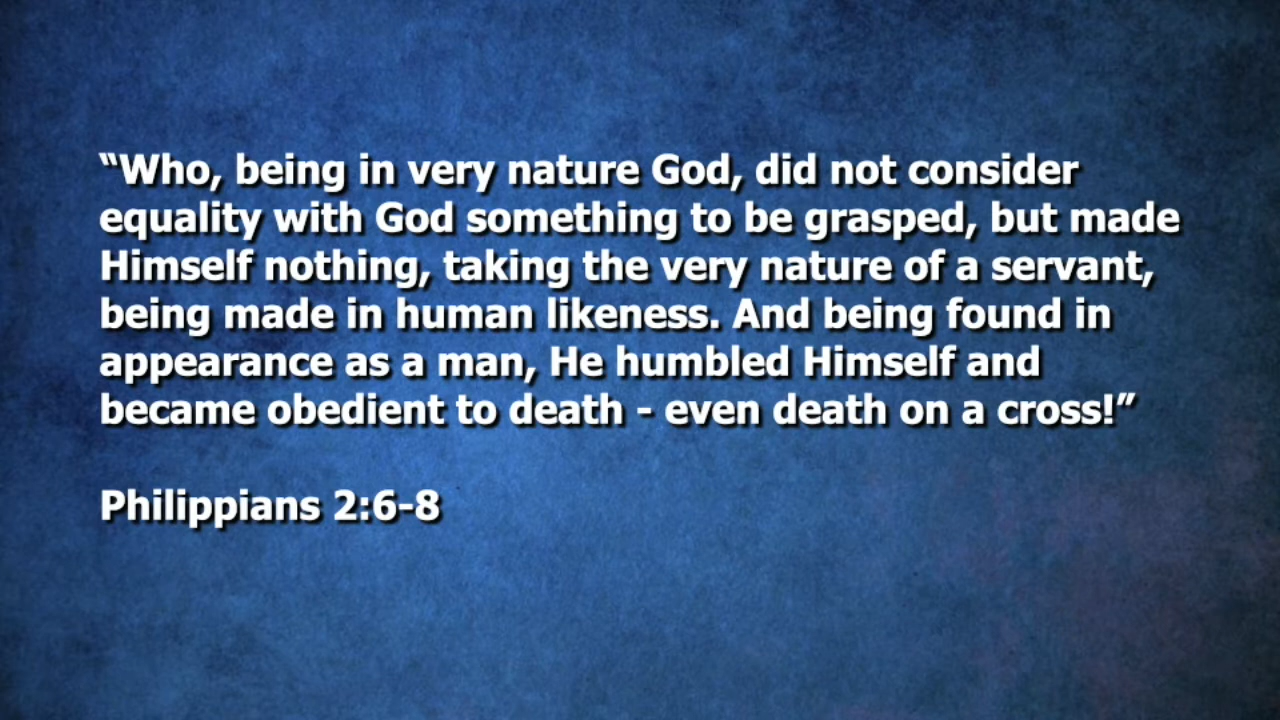 “Who, being in very nature God, did not consider
equality with God something to be grasped, but made
Himself nothing, taking the very nature of a servant,
being made in human likeness. And being found in
appearance as a man, He humbled Himself and
became obedient to death - even death on a cross!”
Philippians 2:6-8